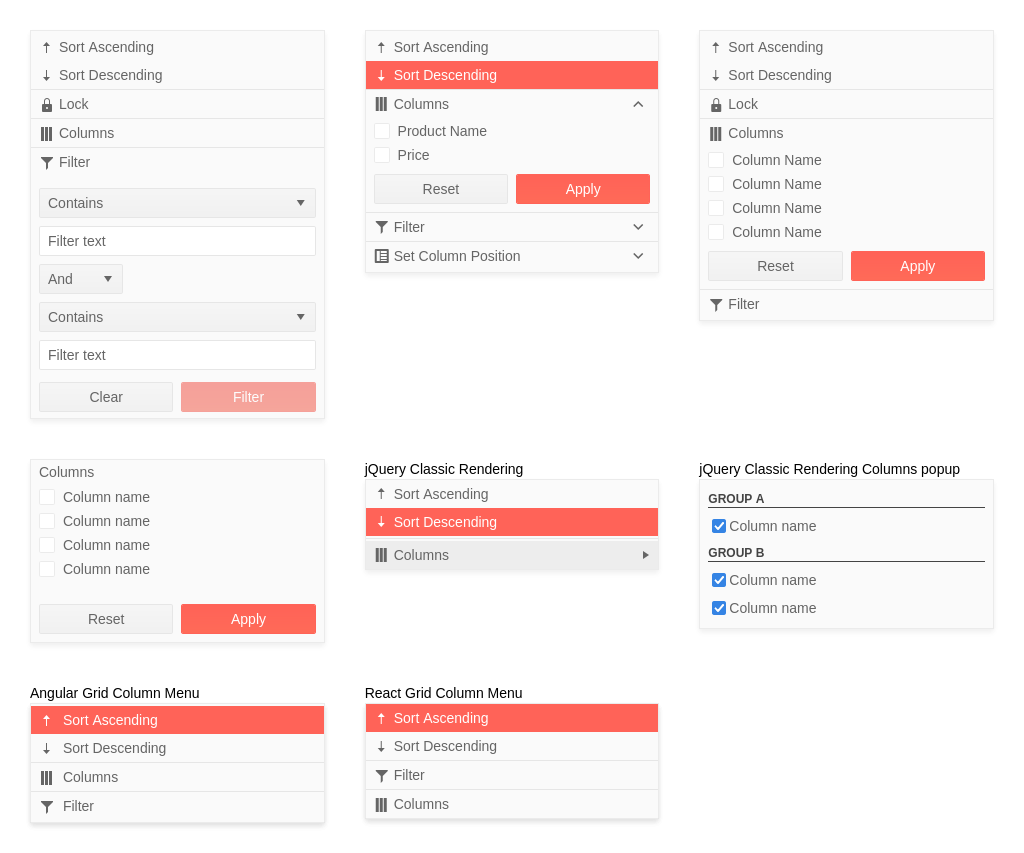 Sort Ascending
Sort Descending
Lock
Columns
Filter
Contains
Filter text
And
Contains
Filter text
Clear Filter
Sort Ascending
Sort Descending
Columns
Product Name
Price
Reset Apply
Filter
Set Column Position
Sort Ascending
Sort Descending
Lock
Columns
Column Name
Column Name
Column Name
Column Name
Reset Apply
Filter
Columns
Column name
Column name
Column name
Column name
Reset Apply
jQuery Classic Rendering
Sort Ascending
Sort Descending
Columns
jQuery Classic Rendering Columns popup
GROUP A
Column name
GROUP B
Column name
Column name
Angular Grid Column Menu
Sort Ascending
Sort Descending
Columns
Filter
React Grid Column Menu
Sort Ascending
Sort Descending
Filter
Columns